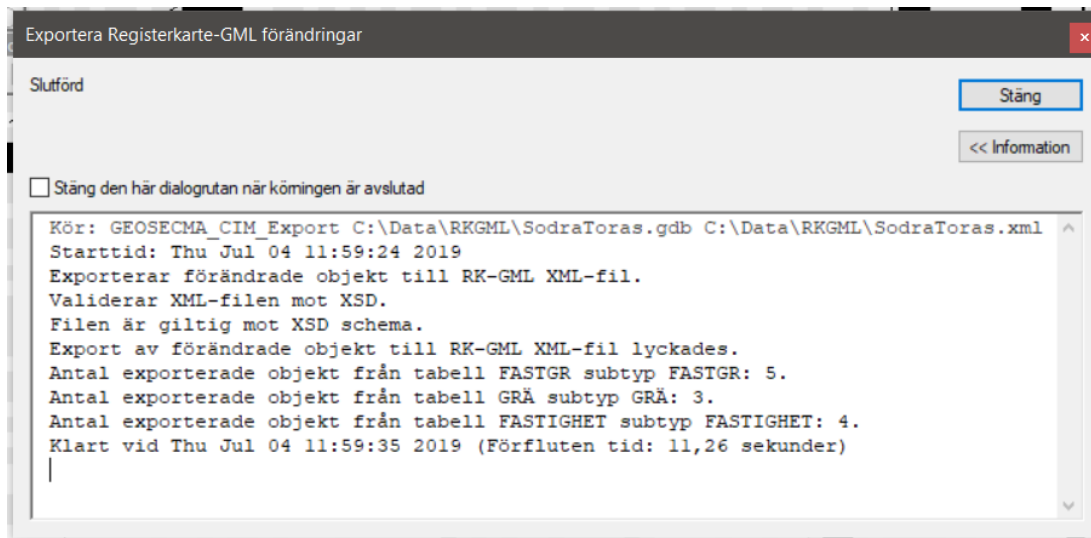 Exportera Registerkarte-GML förändringar
Slutförd
Stäng
<< Information
Stäng den här dialogrutan när körningen är avslutad
Kör: GEOSECMA_CIM_Export C:\Data\RKGML\SodraToras.gdb C:\Data\RKGML\SodraToras.xml
Starttid: Thu Jul 04 11:59:24 2019
Exporterar förändrade objekt till RK-GML XML-fil.
Validerar XML-filen mot XSD.
Filen är giltig mot XSD schema.
Export av förändrade objekt till RK-GML XML-fil lyckades.
Antal exporterade objekt från tabell FASTGR subtyp FASTGR: 5.
Antal exporterade objekt från tabell GRÄ subtyp GRÄ: 3.
Antal exporterade objekt från tabell FASTIGHET subtyp FASTIGHET: 4.
Klart vid Thu Jul 04 11:59:35 2019 (Förfluten tid: 11,26 sekunder)